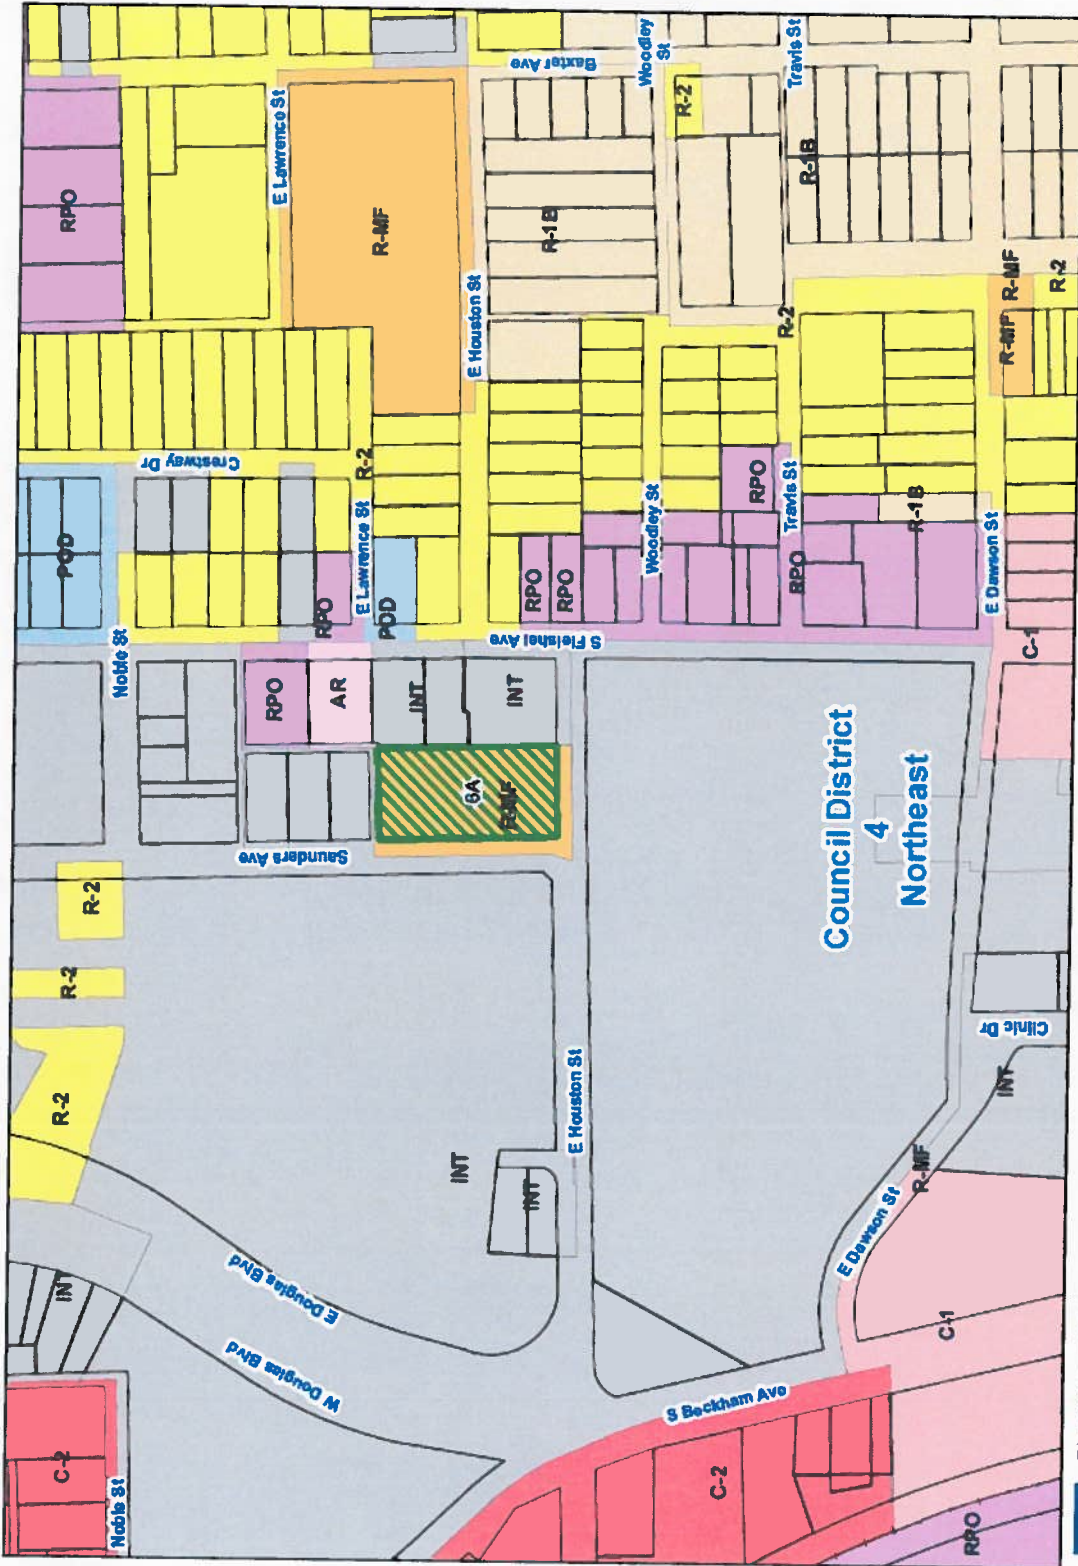 RPO
E Lawrence St
R-MF
E Houston St
R-1B
Baxter Ave
Woodley St
R-2
Travis St
R-1B
R-MF
R-MF
R-2
R-2
Crestway Dr
R-2
POD
Noble St
RPO
E Lawrence St
POD
RPO
RPO
S Fleishel Ave
Woodley St
RPO
Travis St
RPO
R-1B
E Dawson St
C-1
RPO
AR
INT
INT
6A
R-MF
Saunders Ave
R-2
R-2
R-2
Council District
4
Northeast
Clinic Dr
INT
E Houston St
INT
INT
R-MF
E Dawson St
C-1
E Douglas Blvd
W Douglas Blvd
INT
S Beckham Ave
C-2
Noble St
C-2
RPO